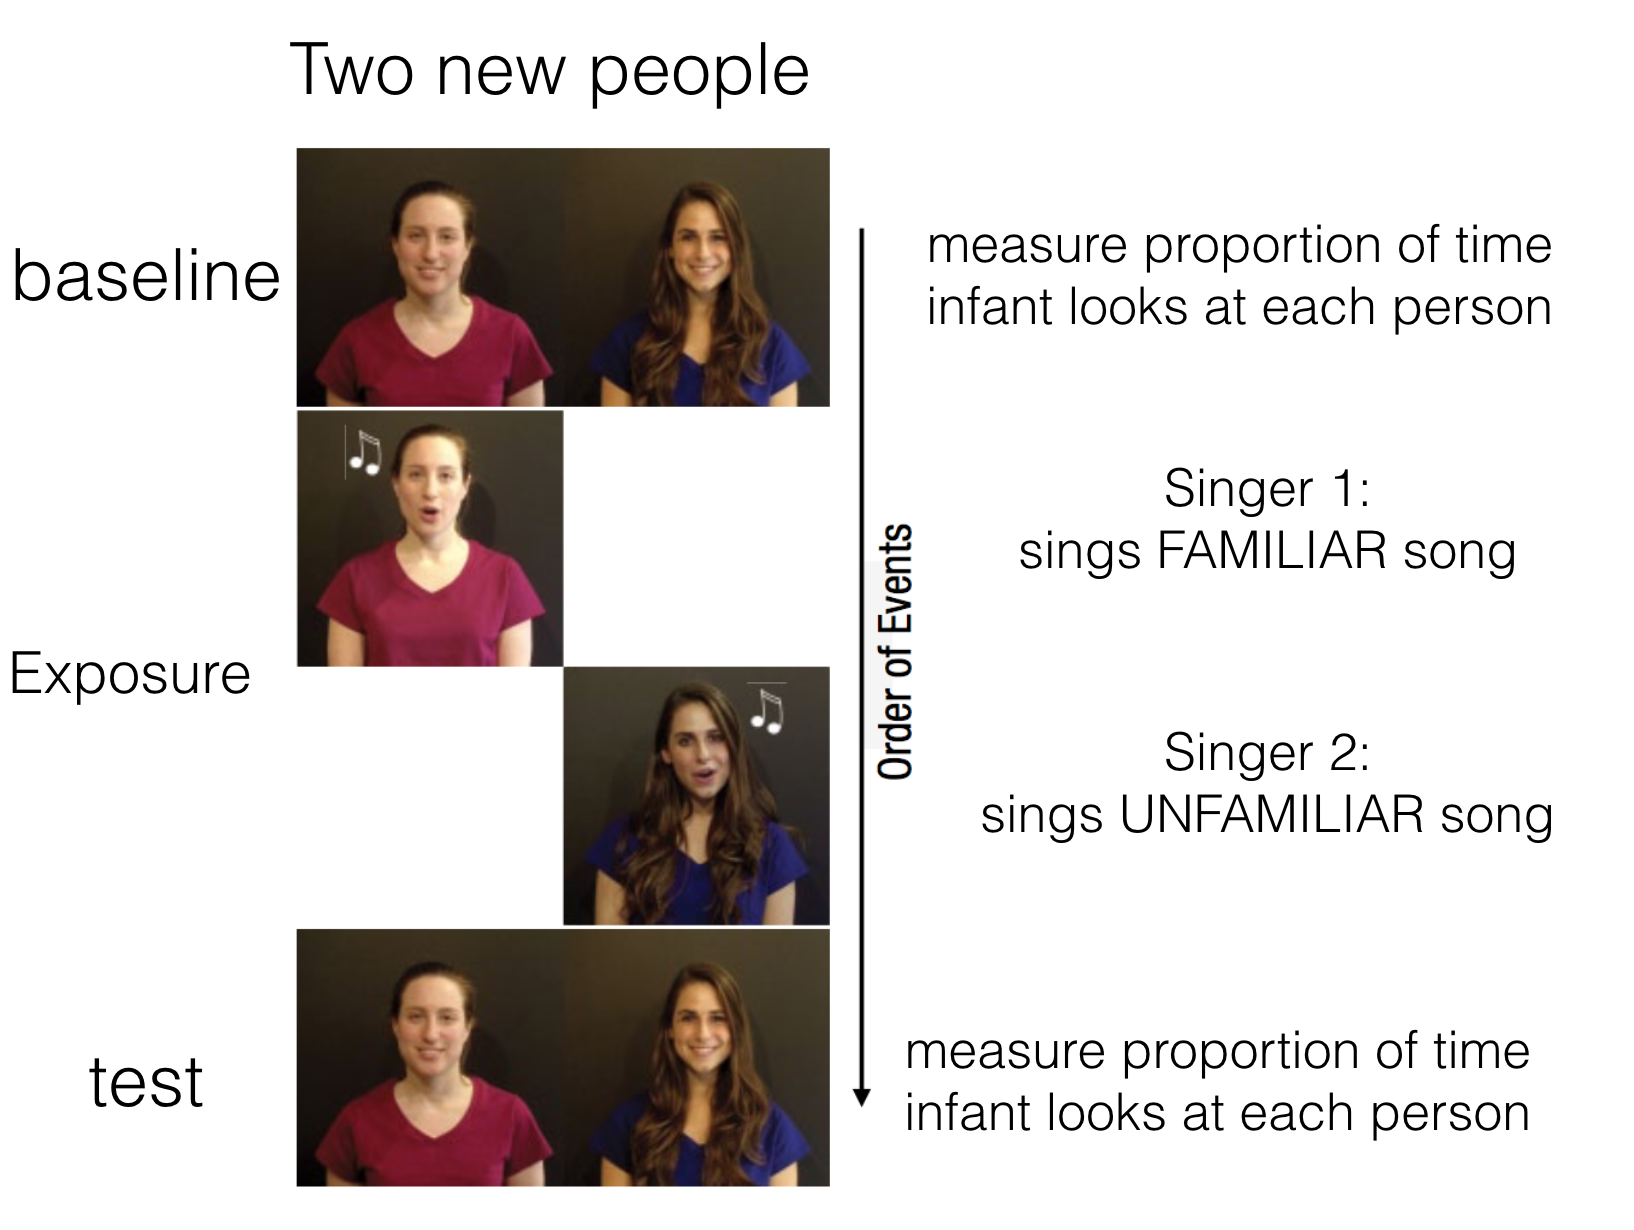 Two new people
baseline
measure proportion of time
infant looks at each person
Exposure
Singer 1:
sings FAMILIAR song
Order of Events
Singer 2:
sings UNFAMILIAR song
test
measure proportion of time
infant looks at each person